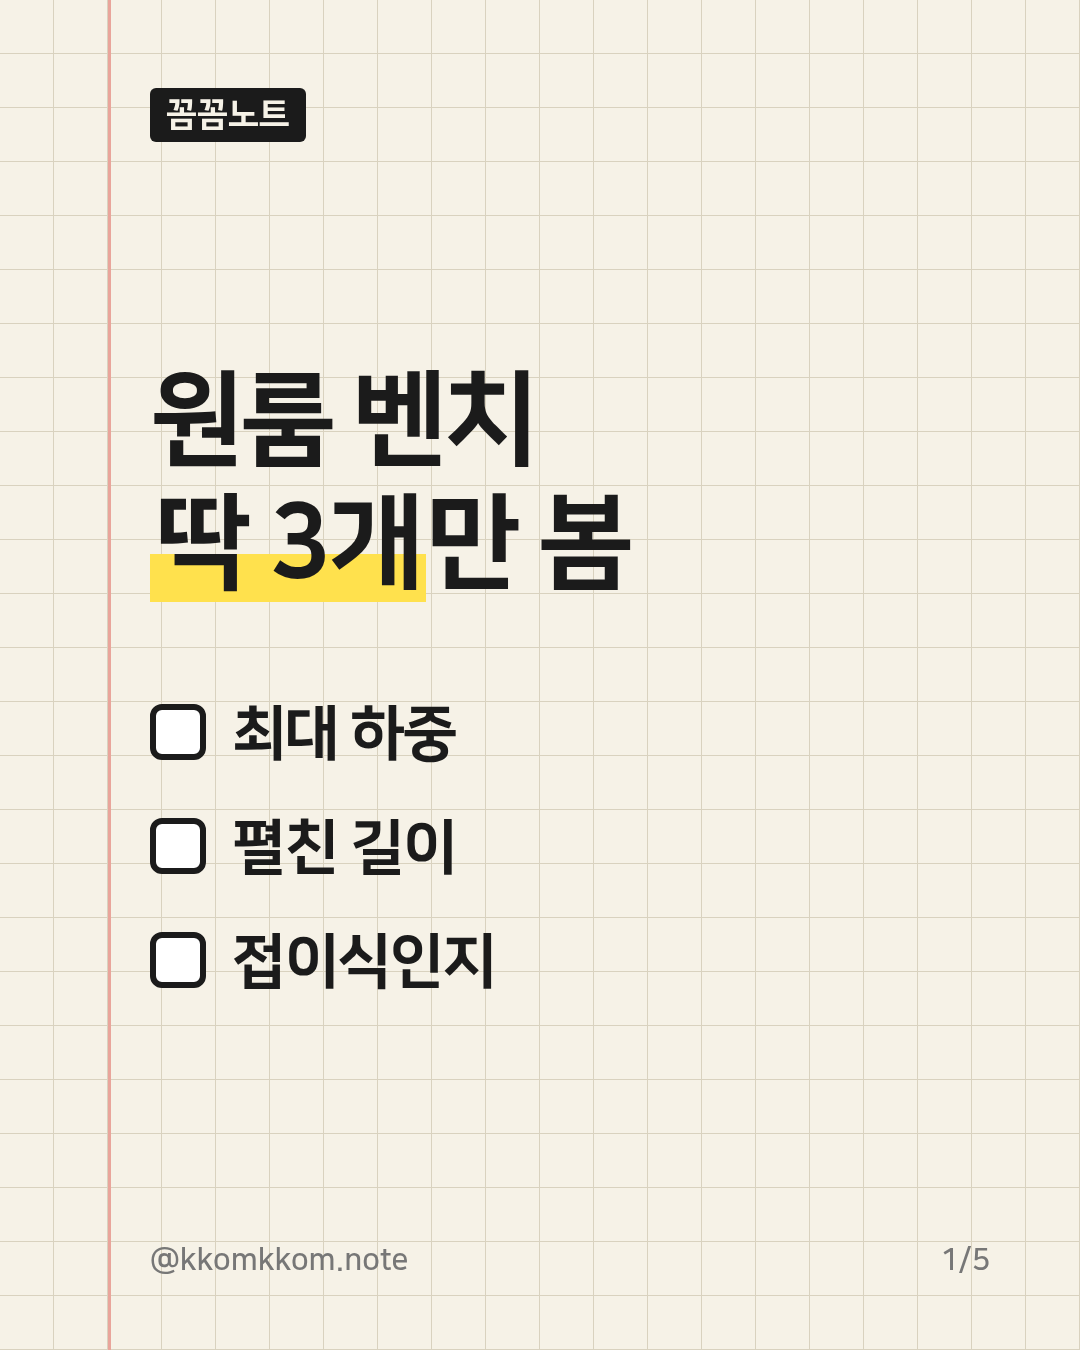 꼼꼼노트
원룸 벤치
딱 3개만 봄
최대 하중
펼친 길이
접이식인지
@kkomkkom.note
1/5